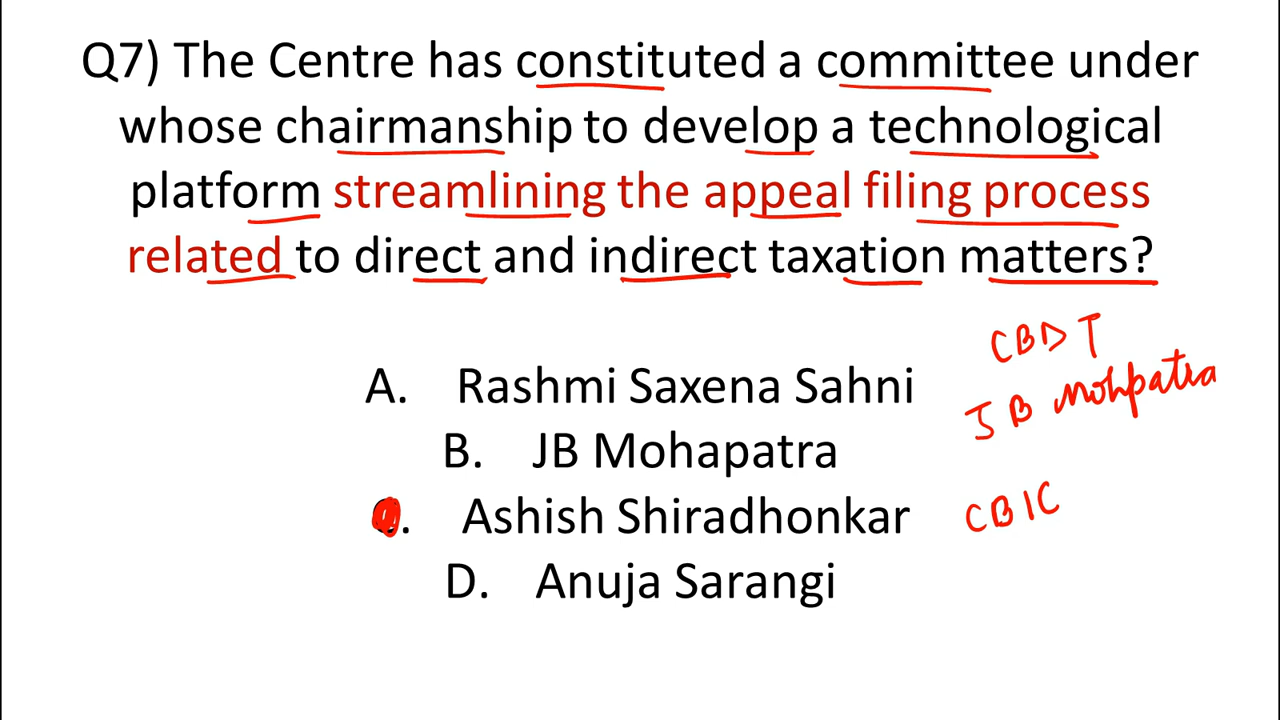 Q7) The Centre has constituted a committee under
whose chairmanship to develop a technological
platform streamlining the appeal filing process
related to direct and indirect taxation matters?
CBDT
A. Rashmi Saxena Sahni
JB Mohpatra
B. JB Mohapatra
C. Ashish Shiradhonkar
CBIC
D. Anuja Sarangi